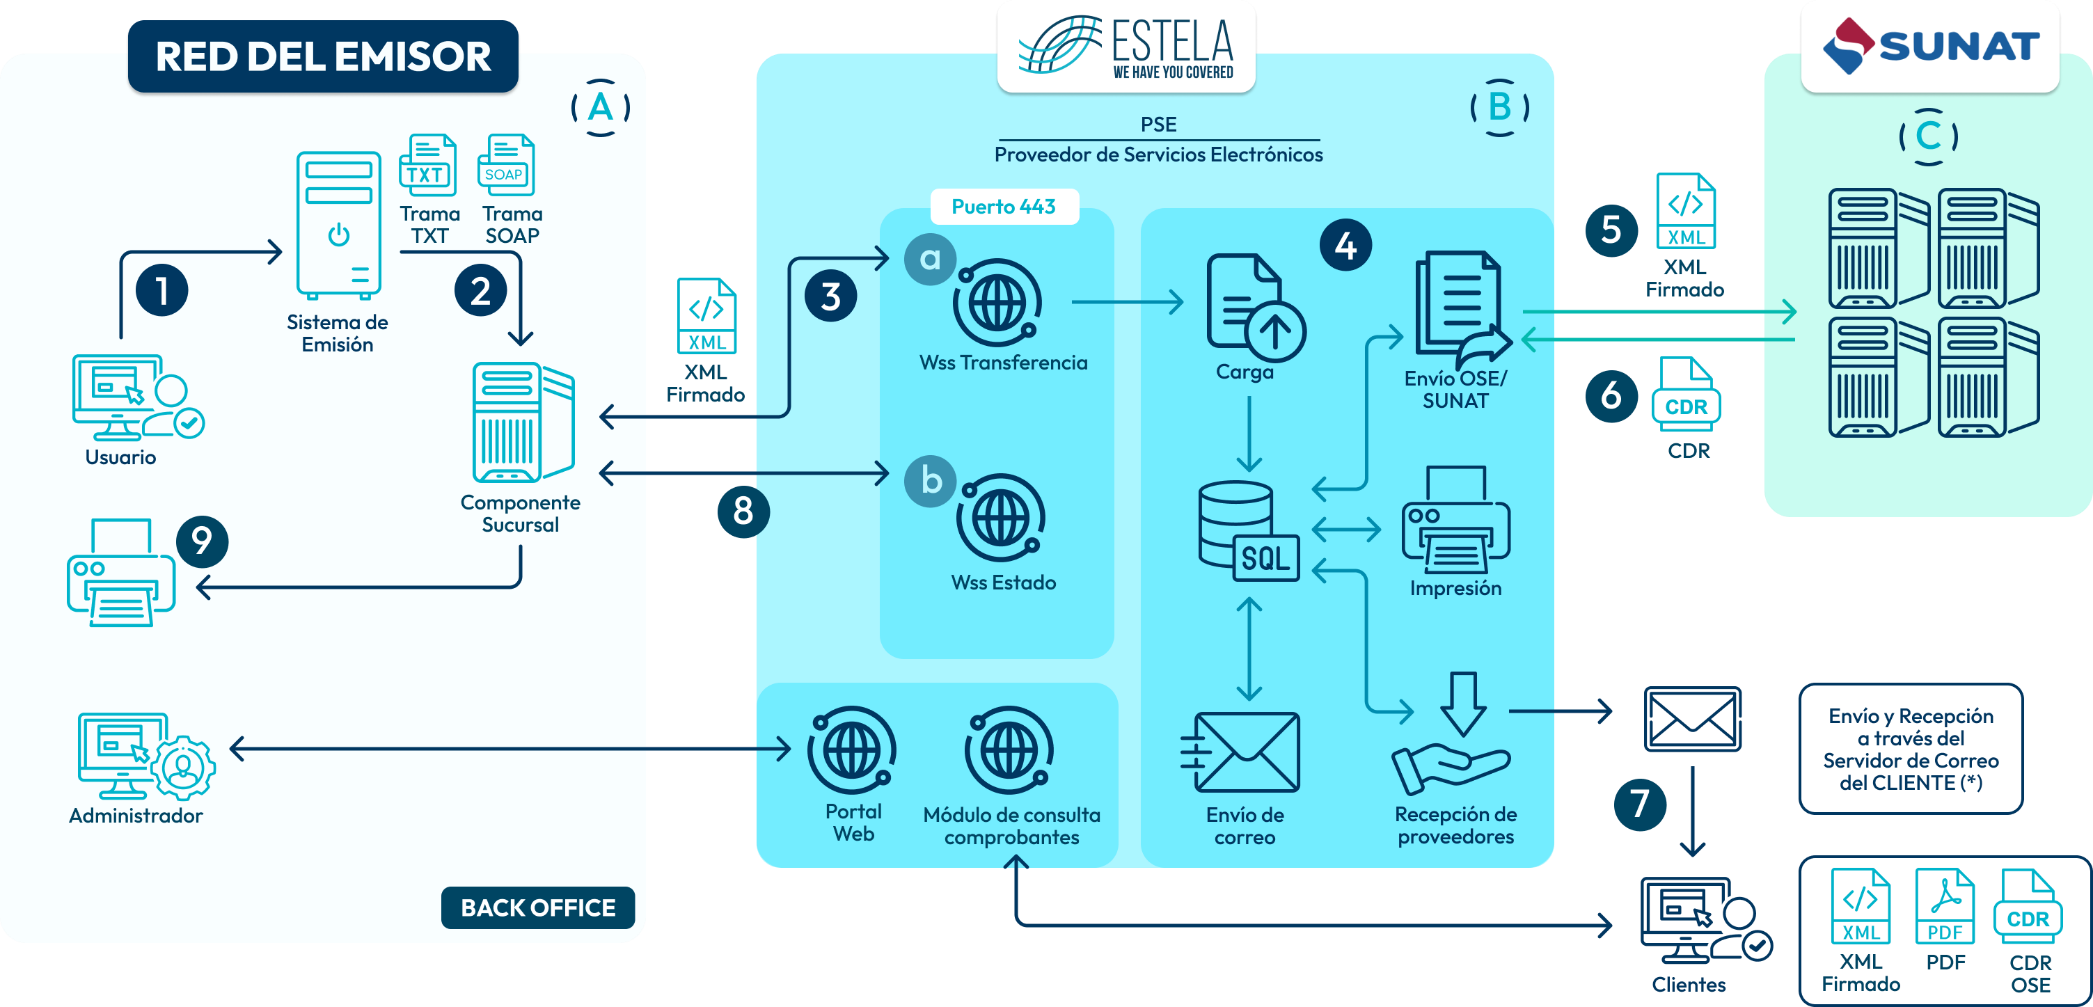 RED DEL EMISOR
A
TXT
SOAP
Trama
TXT
Trama
SOAP
1
2
Sistema de
Emisión
Usuario
Componente
Sucursal
9
Administrador
BACK OFFICE
XML
XML
Firmado
3
8
ESTELA
WE HAVE YOU COVERED
B
PSE
Proveedor de Servicios Electrónicos
Puerto 443
a
Wss Transferencia
b
Wss Estado
4
Carga
Envío OSE/
SUNAT
SQL
Impresión
Portal
Web
Módulo de consulta
comprobantes
Envío de
correo
Recepción de
proveedores
5
XML
XML
Firmado
6
CDR
CDR
SUNAT
C
7
Envío y Recepción
a través del
Servidor de Correo
del CLIENTE (*)
Clientes
XML
XML
Firmado
PDF
PDF
CDR
CDR
OSE